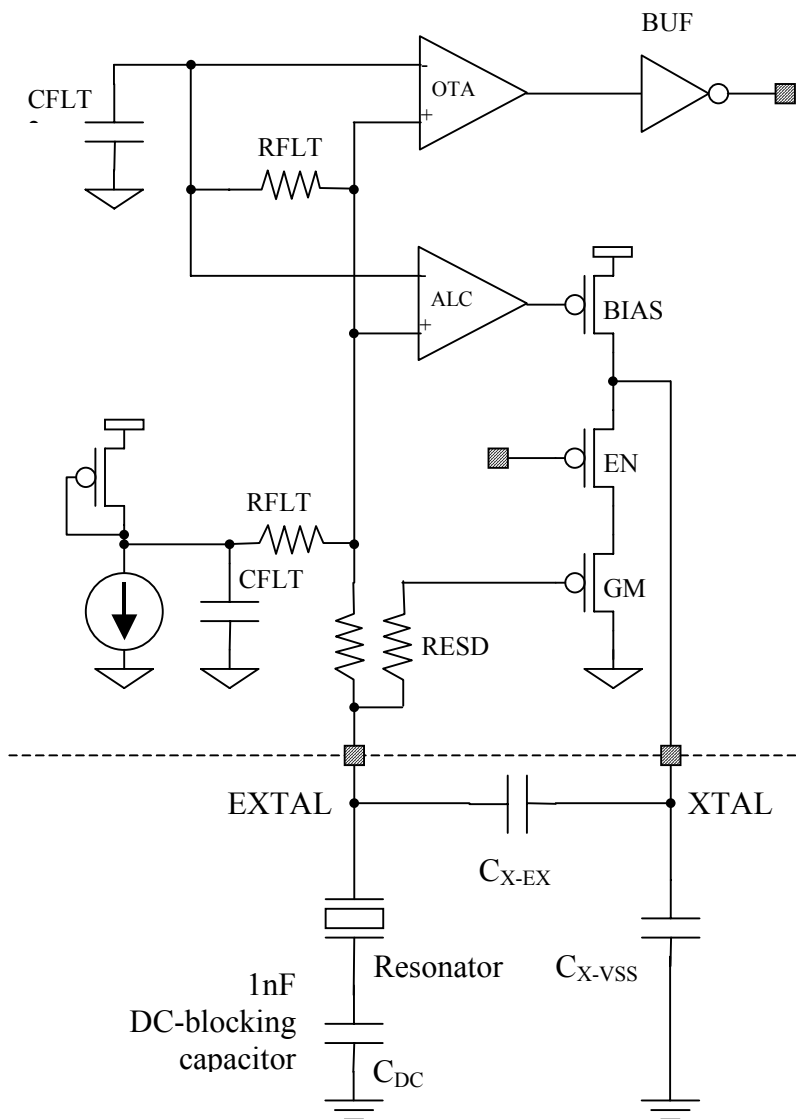 BUF
CFLT
-
OTA
+
RFLT
-
ALC
+
BIAS
EN
RFLT
CFLT
GM
RESD
EXTAL
XTAL
CX-EX
Resonator
CX-VSS
1nF
DC-blocking
capacitor
CDC